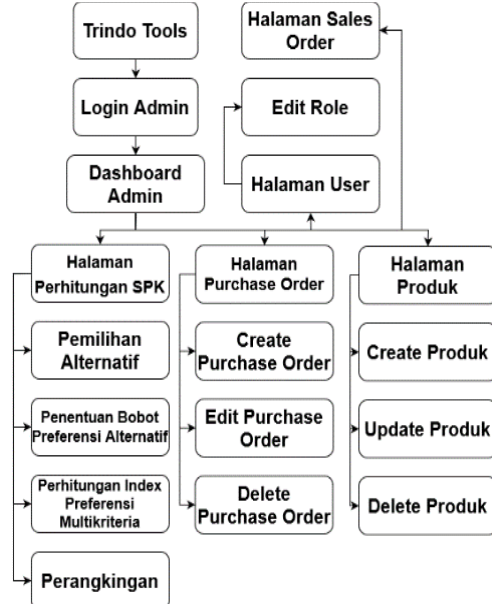 Trindo Tools
Halaman Sales
Order
Login Admin
Edit Role
Dashboard
Admin
Halaman User
Halaman
Perhitungan SPK
Halaman
Purchase Order
Halaman
Produk
Pemilihan
Alternatif
Create
Purchase Order
Create Produk
Penentuan Bobot
Preferensi Alternatif
Edit Purchase
Order
Update Produk
Perhitungan Index
Preferensi
Multikriteria
Delete
Purchase Order
Delete Produk
Perangkingan